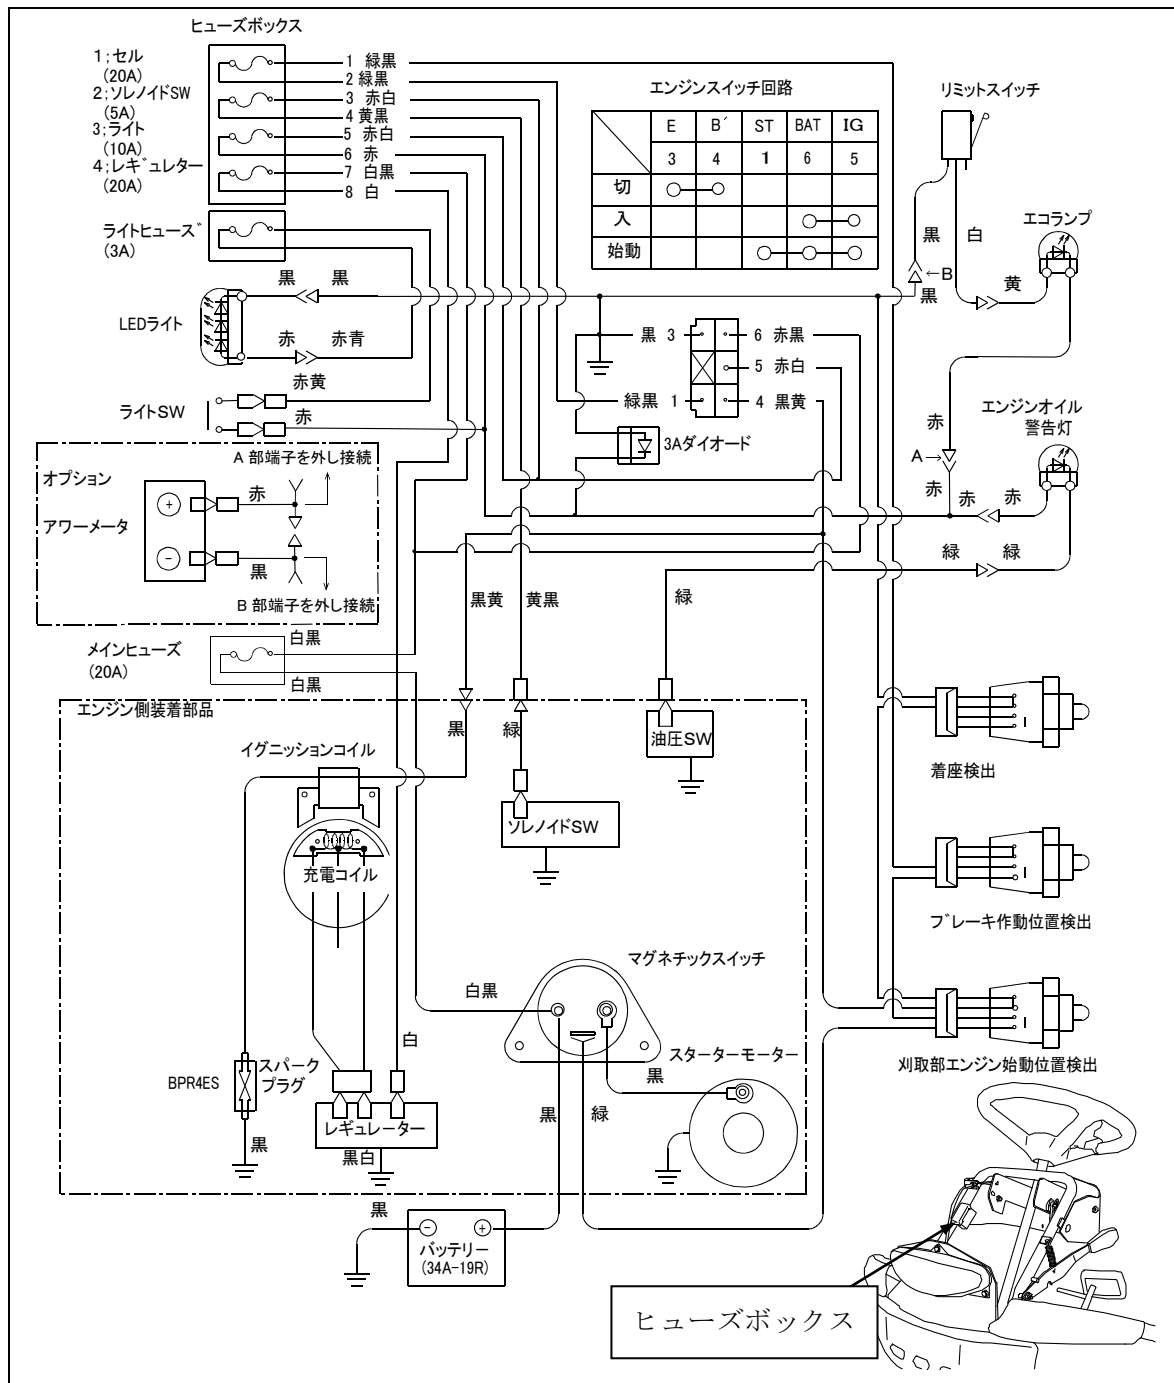 ヒューズボックス
1;セル
(20A)
2;ソレノイドSW
(5A)
3;ライト
(10A)
4;レギュレター
(20A)
1 緑黒
2 緑黒
3 赤白
4 黄黒
5 赤白
6 赤
7 白黒
8 白
エンジンスイッチ回路
E B´ ST BAT IG
3 4 1 6 5
切
入
始動
リミットスイッチ
黒
白
←B
黒
エコランプ
黄
ライトヒューズ
(3A)
黒 黒
LEDライト
赤 赤青
赤黄
ライトSW
赤
黒 3
6 赤黒
5 赤白
緑黒 1
4 黒黄
3Aダイオード
赤
A→
赤
エンジンオイル
警告灯
赤 赤
緑 緑
オプション
アワーメータ
+
−
赤
黒
A 部端子を外し接続
B 部端子を外し接続
メインヒューズ
(20A)
白黒
白黒
黒黄
黄黒
緑
エンジン側装着部品
黒
緑
油圧SW
イグニッションコイル
ソレノイドSW
充電コイル
着座検出
ブレーキ作動位置検出
マグネチックスイッチ
白黒
白
スターターモーター
黒
刈取部エンジン始動位置検出
BPR4ES
スパーク
プラグ
黒
レギュレーター
黒白
黒
緑
黒
− +
バッテリー
(34A-19R)
ヒューズボックス